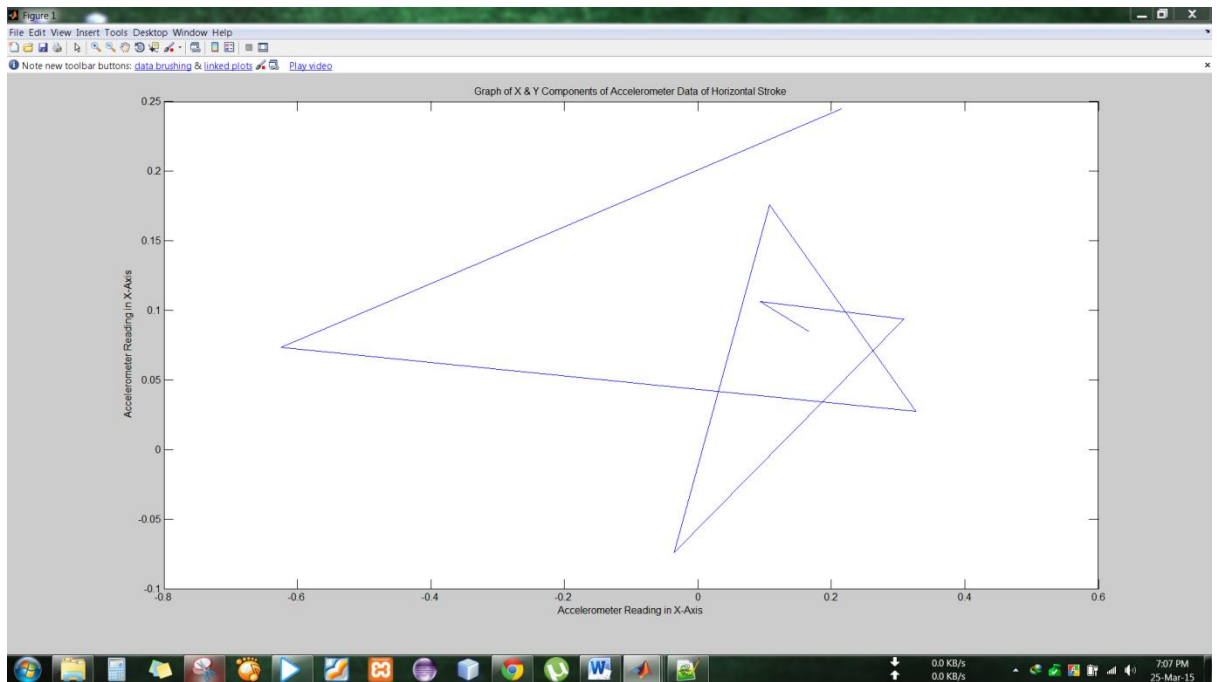 Figure 1
File Edit View Insert Tools Desktop Window Help
Note new toolbar buttons: data brushing & linked plots Play video
Graph of X & Y Components of Accelerometer Data of Horizontal Stroke
0.25
0.2
0.15
0.1
0.05
0
-0.05
-0.1
Accelerometer Reading in X-Axis
-0.8 -0.6 -0.4 -0.2 0 0.2 0.4 0.6
Accelerometer Reading in X-Axis
0.0 KB/s
0.0 KB/s
7:07 PM
25-Mar-15